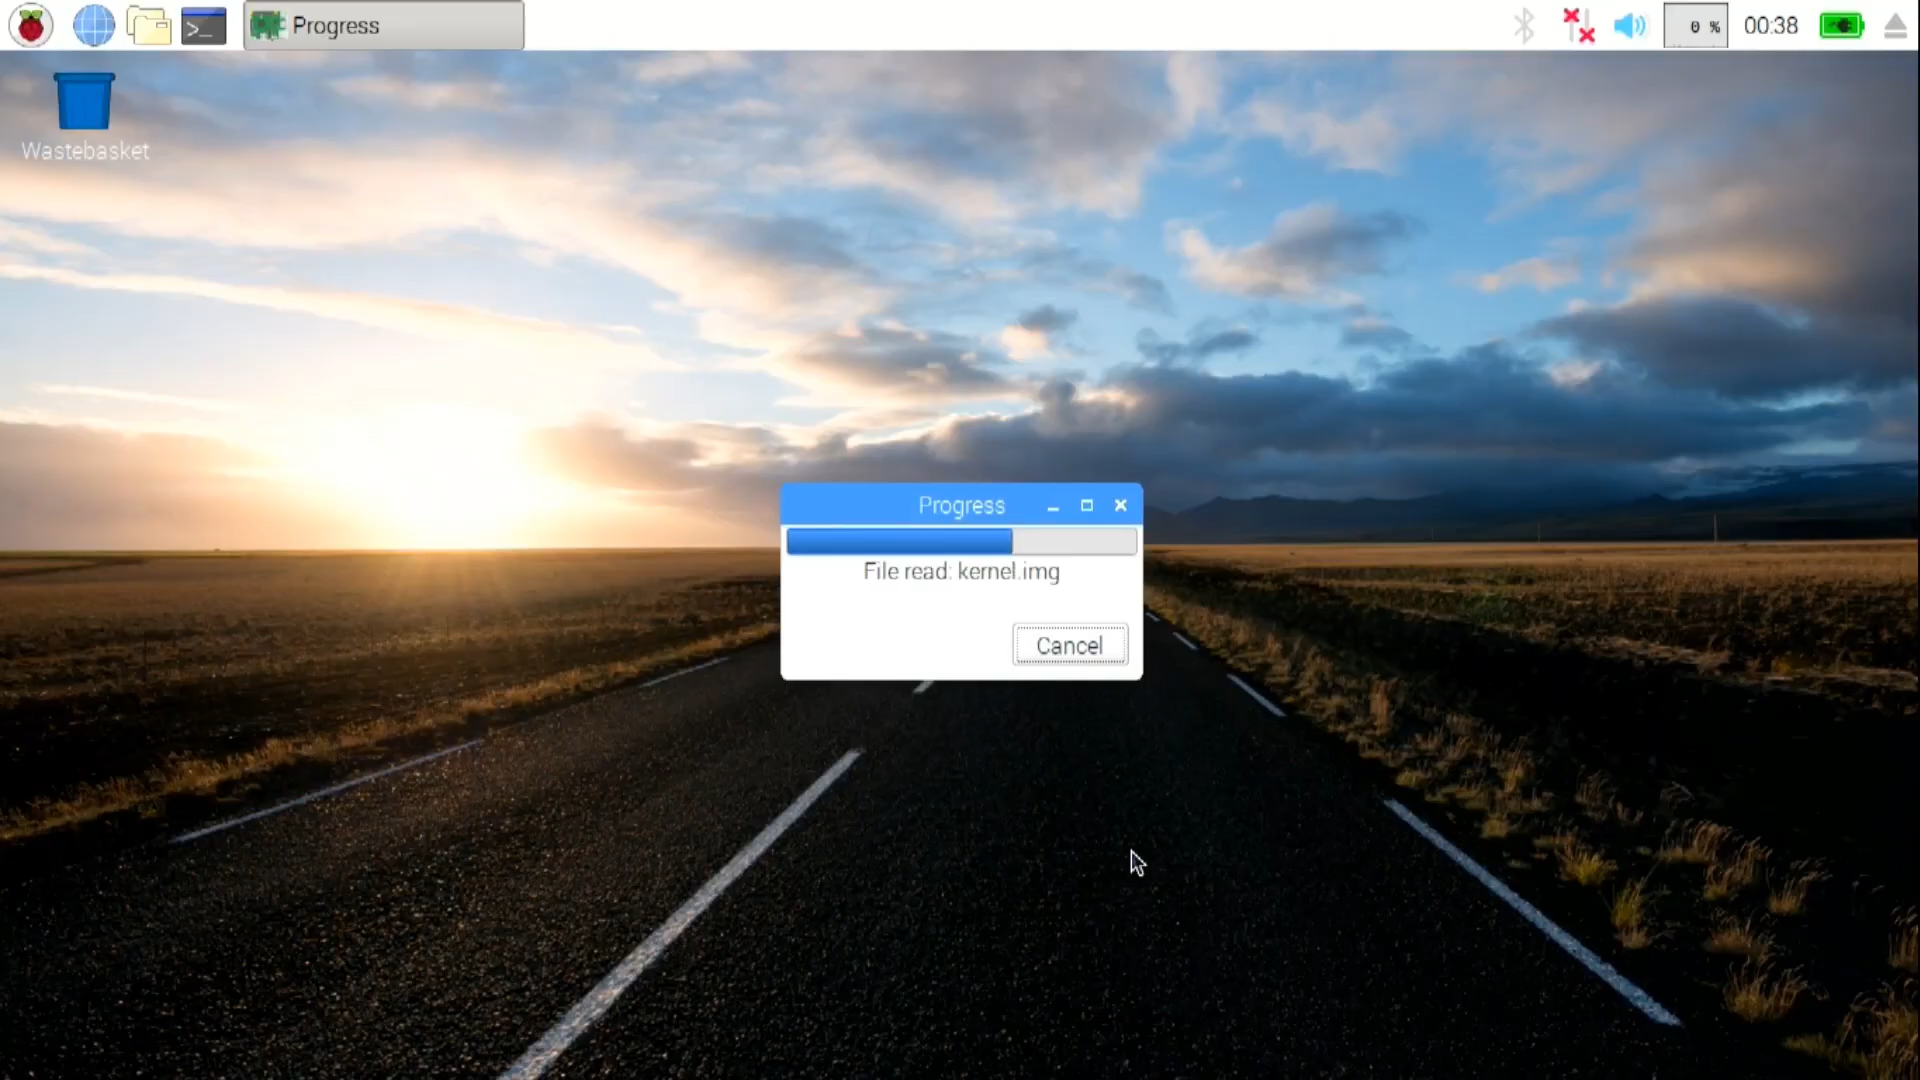 Progress
0 %
00:38
Wastebasket
Progress
File read: kernel.img
Cancel